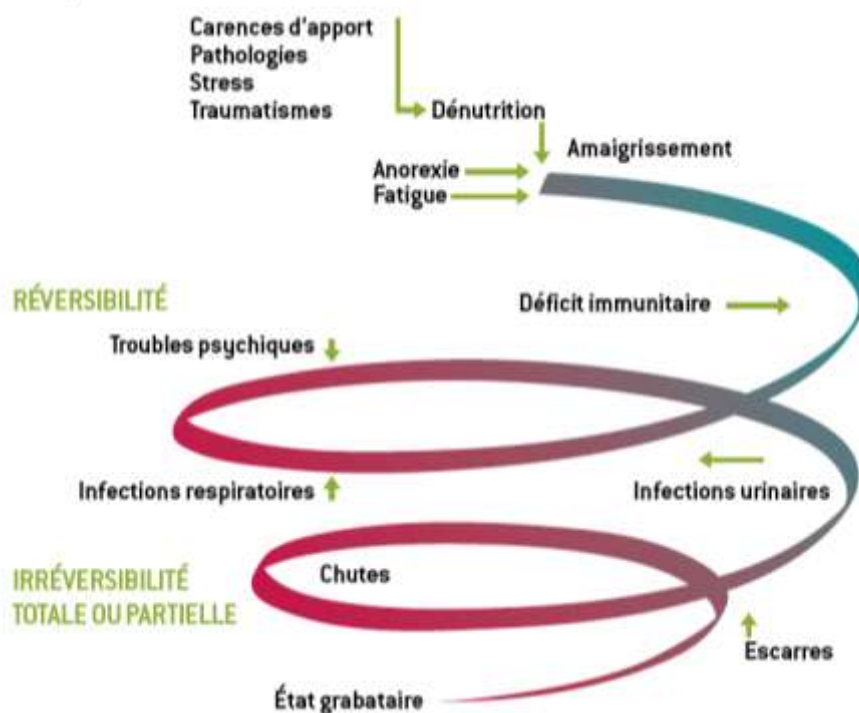 Carences d'apport
Pathologies
Stress
Traumatismes
Dénutrition
Amaigrissement
Anorexie
Fatigue
RÉVERSIBILITÉ
Déficit immunitaire
Troubles psychiques
Infections respiratoires
Infections urinaires
IRRÉVERSIBILITÉ
TOTALE OU PARTIELLE
Chutes
Escarres
État grabataire